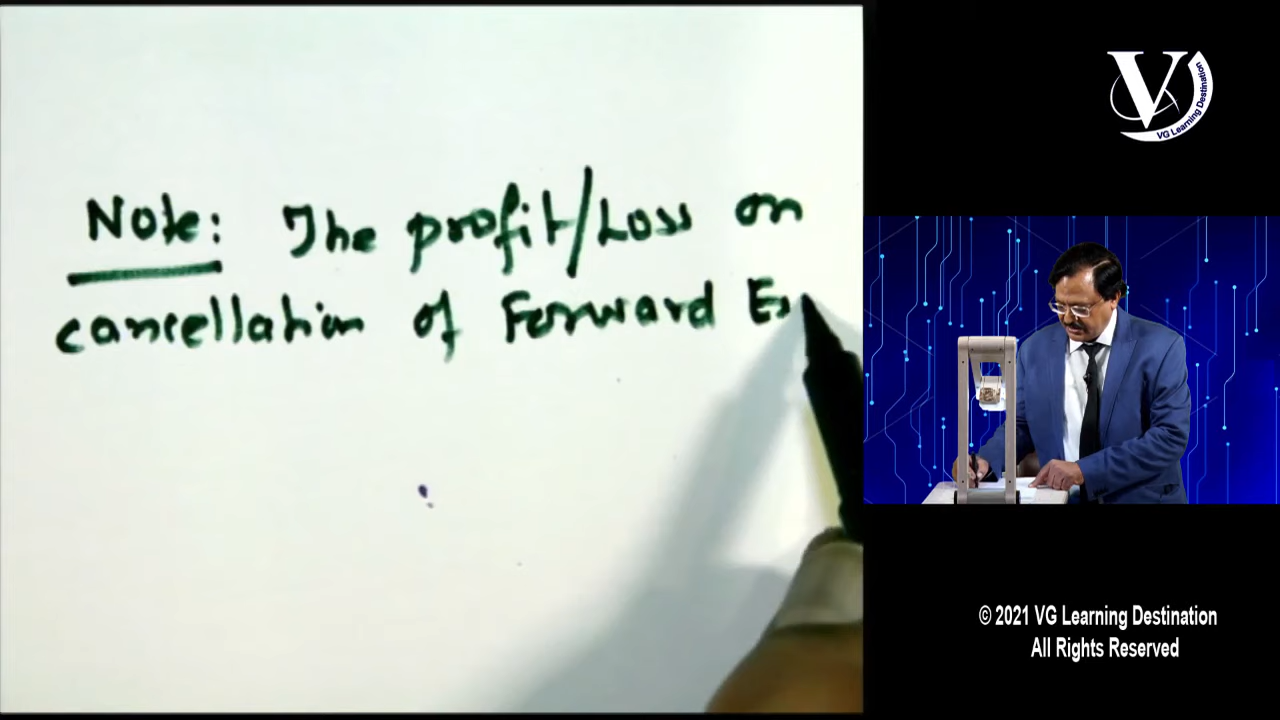 Note: The profit/Loss on
cancellation of Forward
V
VG Learning Destination
© 2021 VG Learning Destination
All Rights Reserved